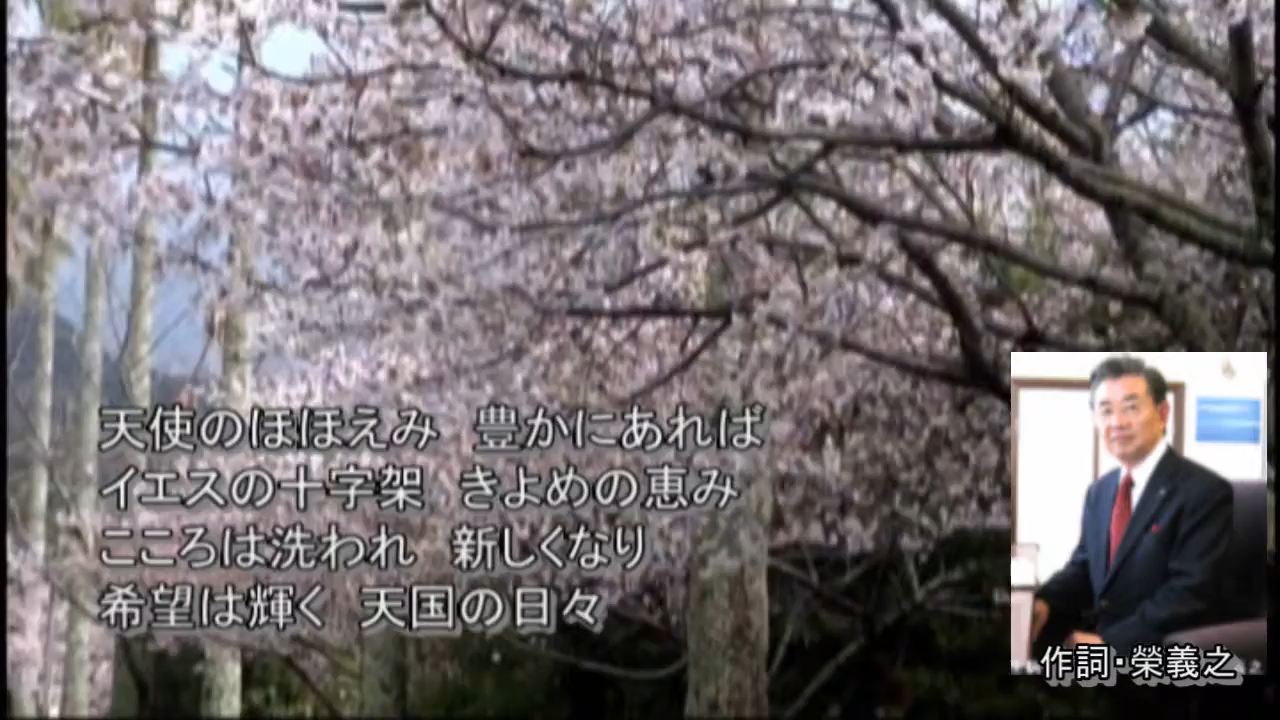 天使のほほえみ　豊かにあれば
イエスの十字架　きよめの恵み
こころは洗われ　新しくなり
希望は輝く　天国の日々
作詞・榮義之